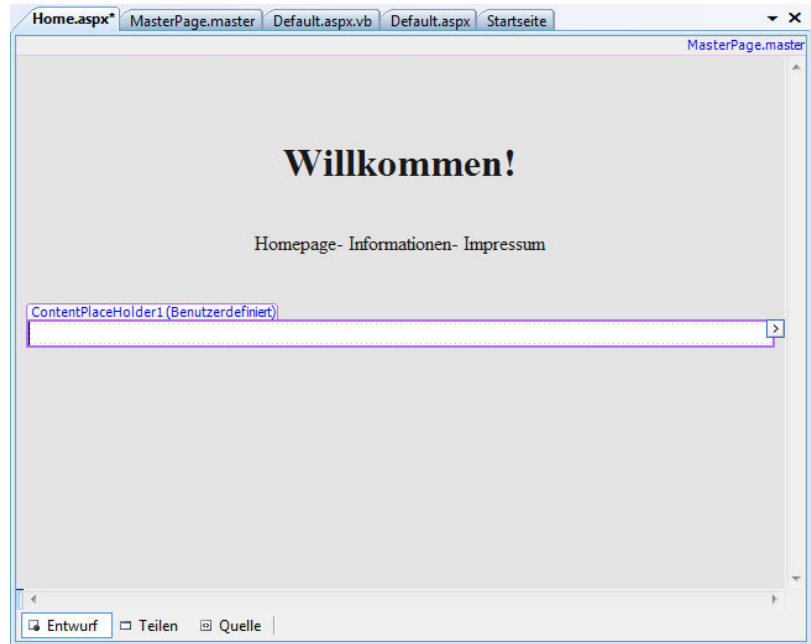 Home.aspx* MasterPage.master Default.aspx.vb Default.aspx Startseite
MasterPage.master
Willkommen!
Homepage- Informationen- Impressum
ContentPlaceHolder1 (Benutzerdefiniert)
Entwurf Teilen Quelle